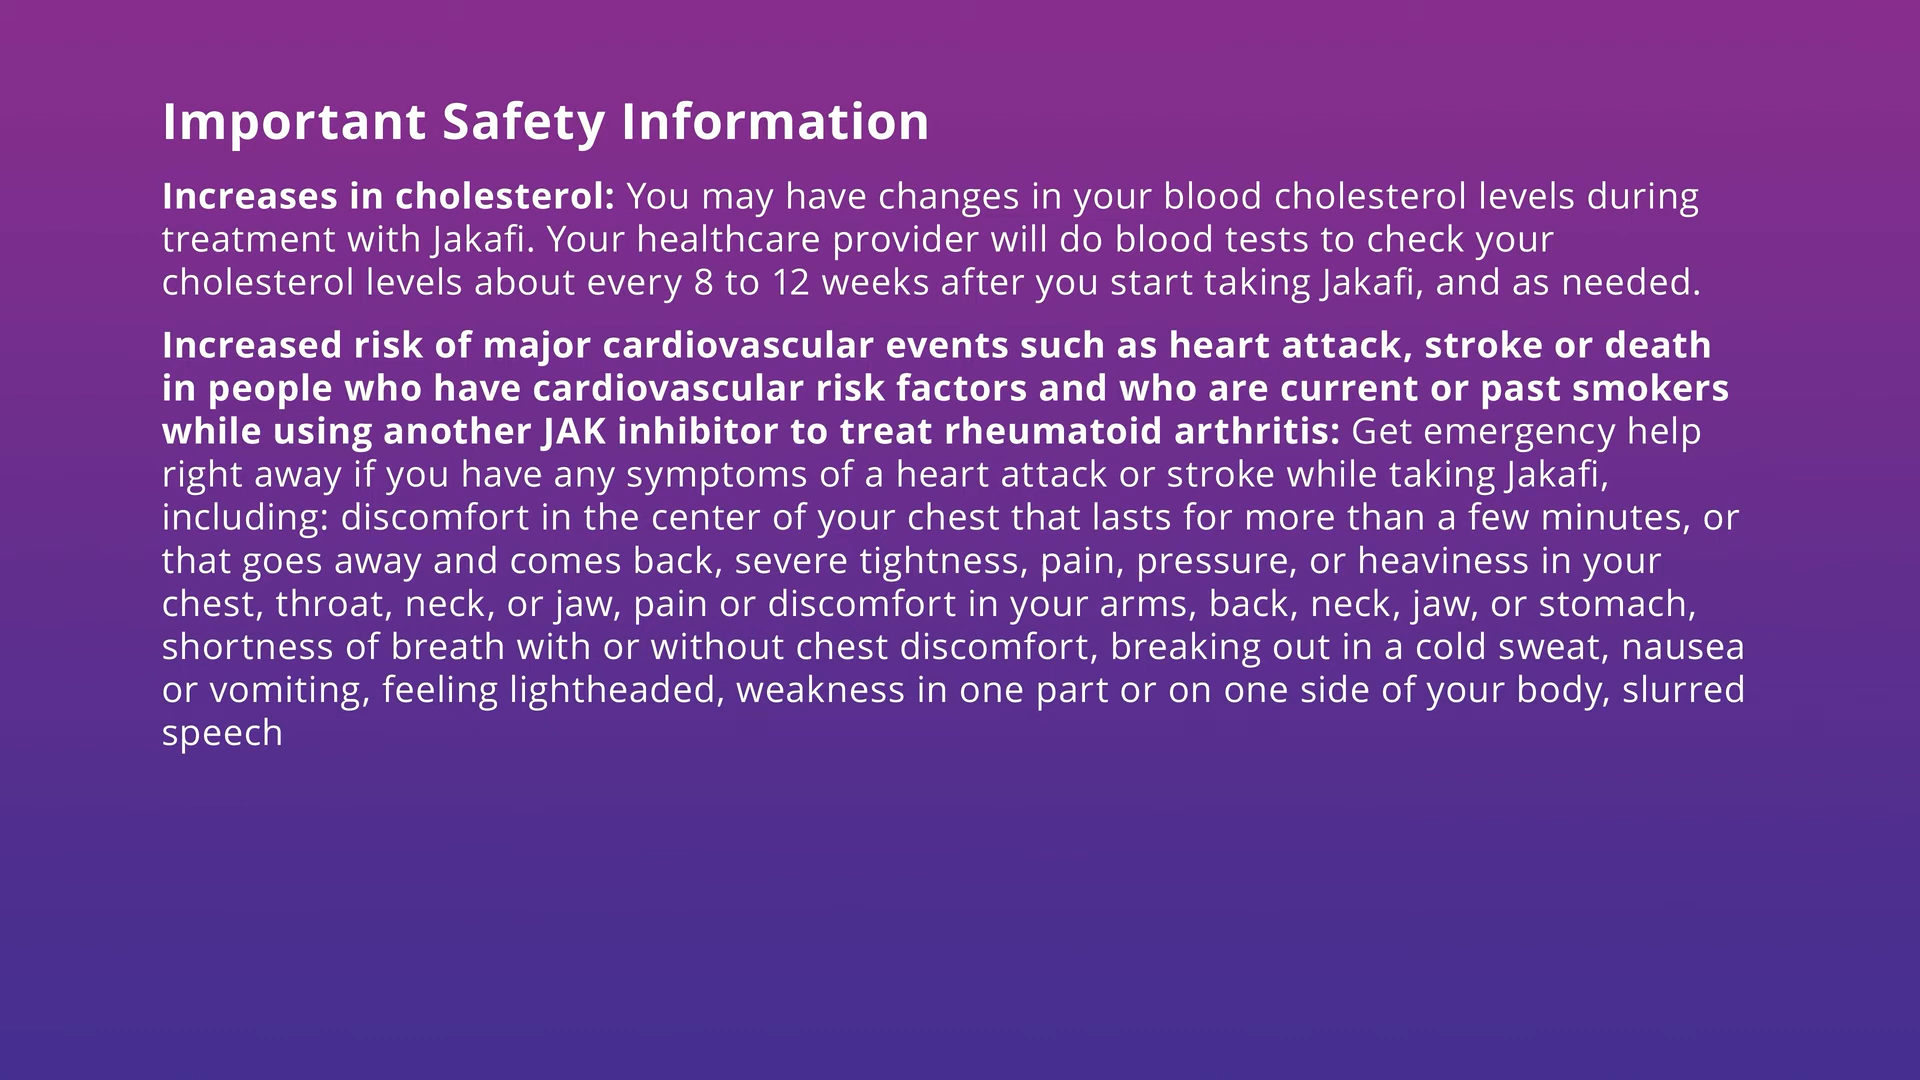 Important Safety Information
Increases in cholesterol: You may have changes in your blood cholesterol levels during
treatment with Jakafi. Your healthcare provider will do blood tests to check your
cholesterol levels about every 8 to 12 weeks after you start taking Jakafi, and as needed.
Increased risk of major cardiovascular events such as heart attack, stroke or death
in people who have cardiovascular risk factors and who are current or past smokers
while using another JAK inhibitor to treat rheumatoid arthritis: Get emergency help
right away if you have any symptoms of a heart attack or stroke while taking Jakafi,
including: discomfort in the center of your chest that lasts for more than a few minutes, or
that goes away and comes back, severe tightness, pain, pressure, or heaviness in your
chest, throat, neck, or jaw, pain or discomfort in your arms, back, neck, jaw, or stomach,
shortness of breath with or without chest discomfort, breaking out in a cold sweat, nausea
or vomiting, feeling lightheaded, weakness in one part or on one side of your body, slurred
speech